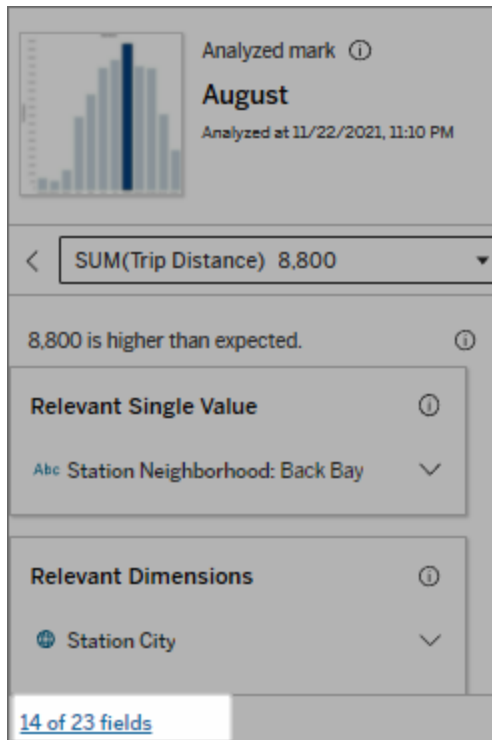 Analyzed mark
August
Analyzed at 11/22/2021, 11:10 PM
SUM(Trip Distance) 8,800
8,800 is higher than expected.
Relevant Single Value
Abc Station Neighborhood: Back Bay
Relevant Dimensions
Station City
14 of 23 fields